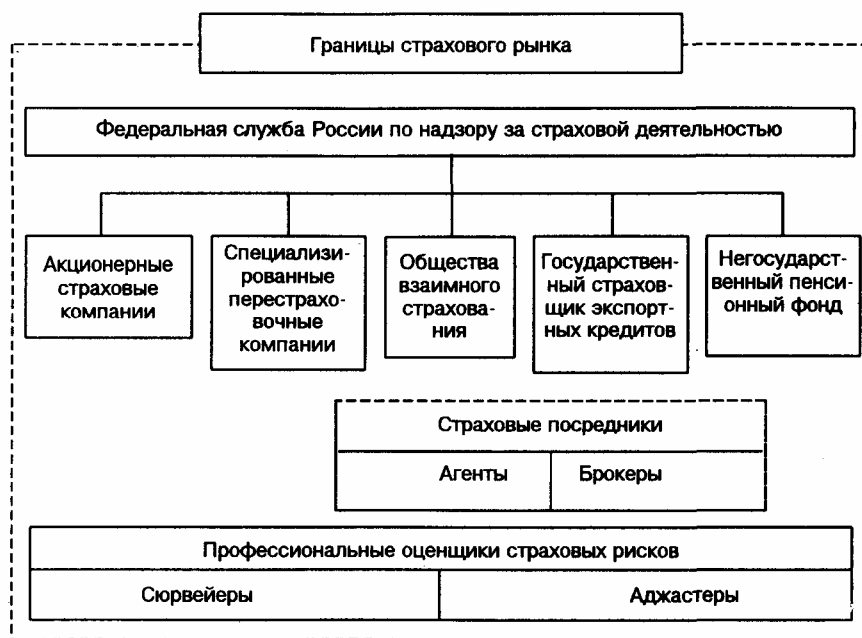 Границы страхового рынка
Федеральная служба России по надзору за страховой деятельностью
Акционерные
страховые
компании
Специализи-
рованные
перестрахо-
вочные
компании
Общества
взаимного
страхова-
ния
Государствен-
ный страхов-
щик экспорт-
ных кредитов
Негосударст-
венный пенси-
онный фонд
Страховые посредники
Агенты
Брокеры
Профессиональные оценщики страховых рисков
Сюрвейеры
Аджастеры